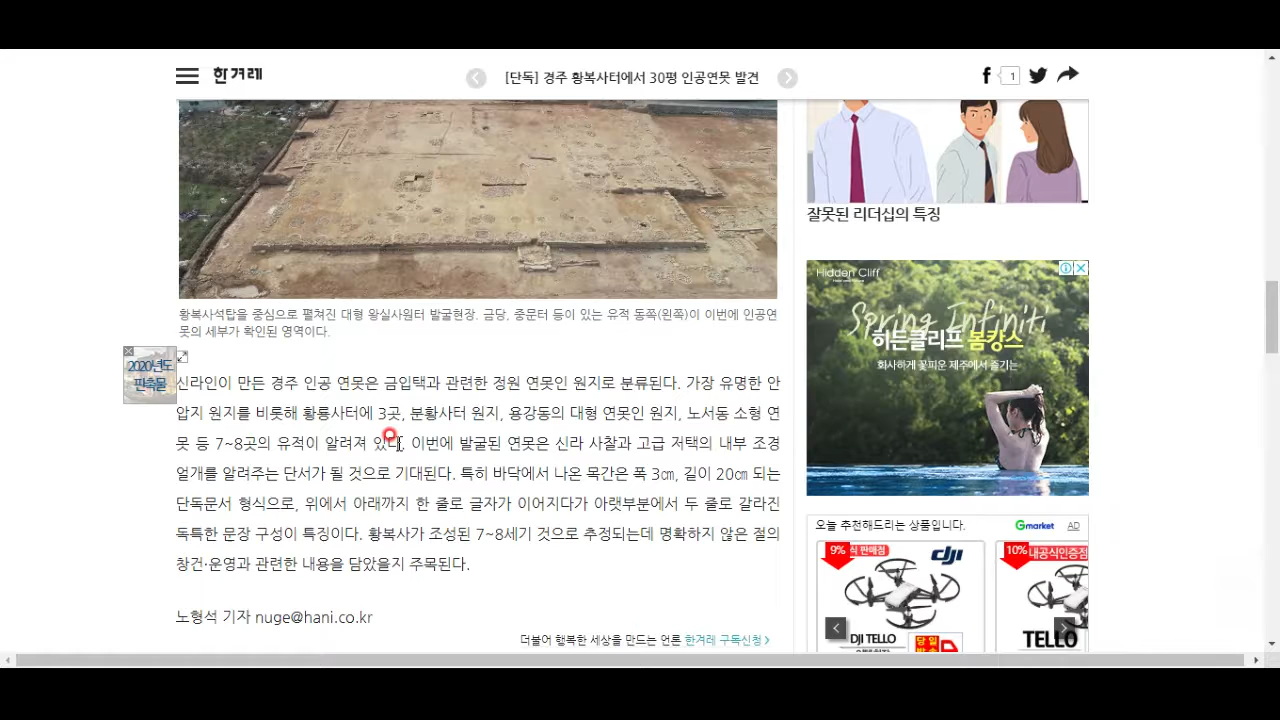 한겨레
[단독] 경주 황복사터에서 30평 인공연못 발견
1
황복사석탑을 중심으로 펼쳐진 대형 왕실사원터 발굴현장. 금당, 중문터 등이 있는 유적 동쪽(왼쪽)이 이번에 인공연
못의 세부가 확인된 영역이다.
2020년도
판촉물
신라인이 만든 경주 인공 연못은 금입택과 관련한 정원 연못인 원지로 분류된다. 가장 유명한 안
압지 원지를 비롯해 황룡사터에 3곳, 분황사터 원지, 용강동의 대형 연못인 원지, 노서동 소형 연
못 등 7~8곳의 유적이 알려져 있다. 이번에 발굴된 연못은 신라 사찰과 고급 저택의 내부 조경
얼개를 알려주는 단서가 될 것으로 기대된다. 특히 바닥에서 나온 목간은 폭 3㎝, 길이 20㎝ 되는
단독문서 형식으로, 위에서 아래까지 한 줄로 글자가 이어지다가 아랫부분에서 두 줄로 갈라진
독특한 문장 구성이 특징이다. 황복사가 조성된 7~8세기 것으로 추정되는데 명확하지 않은 절의
창건·운영과 관련한 내용을 담았을지 주목된다.
노형석 기자 nuge@hani.co.kr
더불어 행복한 세상을 만드는 언론 한겨레 구독신청
잘못된 리더십의 특징
Hidden Cliff
Spring Infiniti
히든클리프 봄캉스
화사하게 꽃피운 제주에서 즐기는
오늘 추천해드리는 상품입니다.
Gmarket AD
9%
식 판매점
dji
DJI TELLO
당일
10%
내공식인증점
TELLO